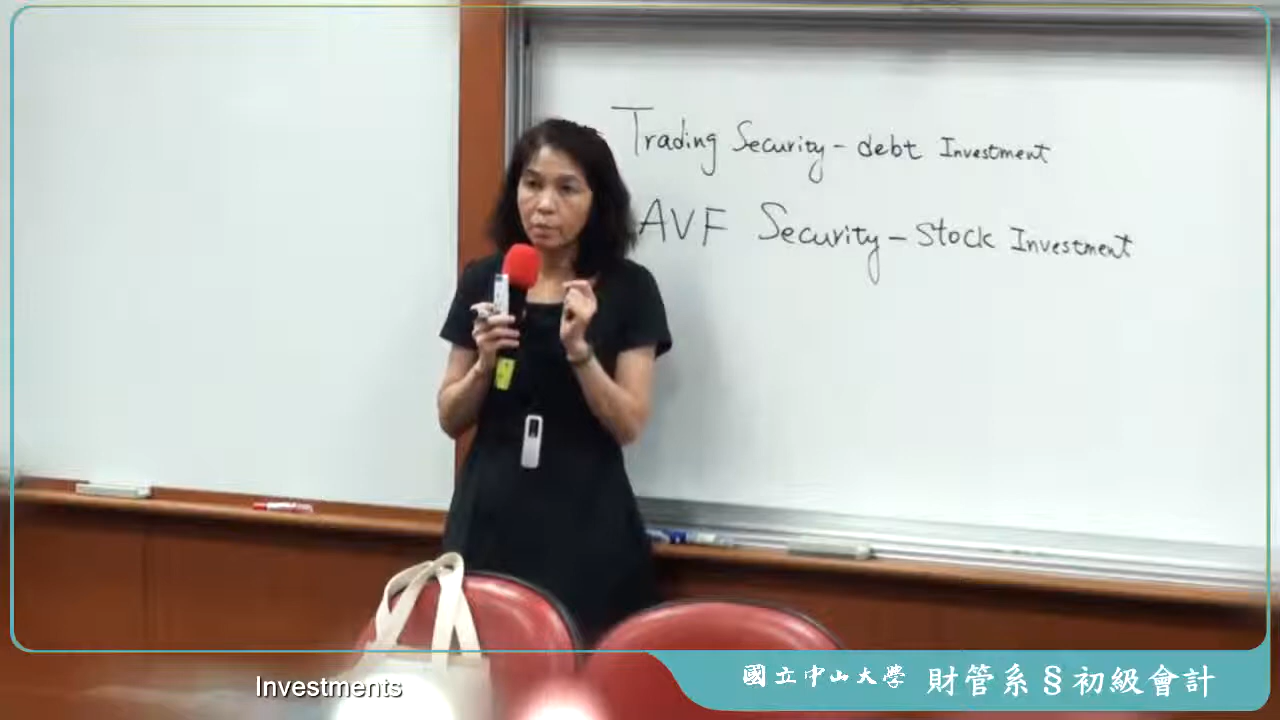 Trading Security - debt Investment
AVF Security - Stock Investment
Investments
國立中山大學 財管系§初級會計